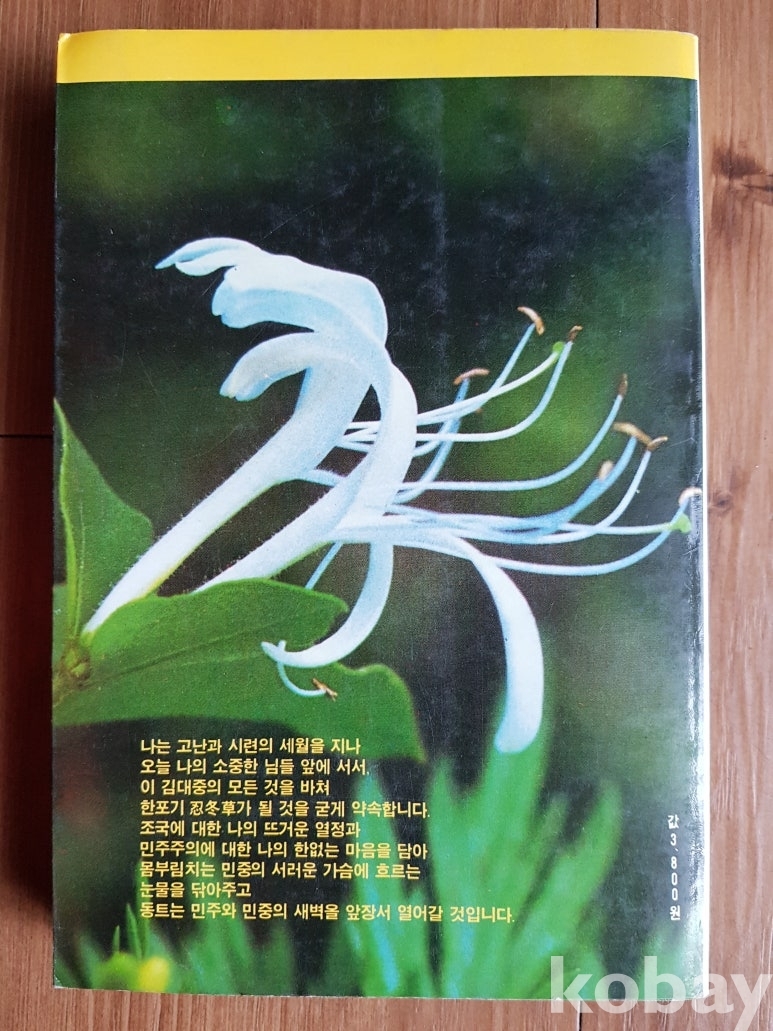 나는 고난과 시련의 세월을 지나
오늘 나의 소중한 님들 앞에 서서,
이 김대중의 모든 것을 바쳐
한포기 忍冬草가 될 것을 굳게 약속합니다.
조국에 대한 나의 뜨거운 열정과
민주주의에 대한 나의 한없는 마음을 담아
몸부림치는 민중의 서러운 가슴에 흐르는
눈물을 닦아주고
동트는 민주와 민중의 새벽을 앞장서 열어갈 것입니다.
값 3,800원
kobay